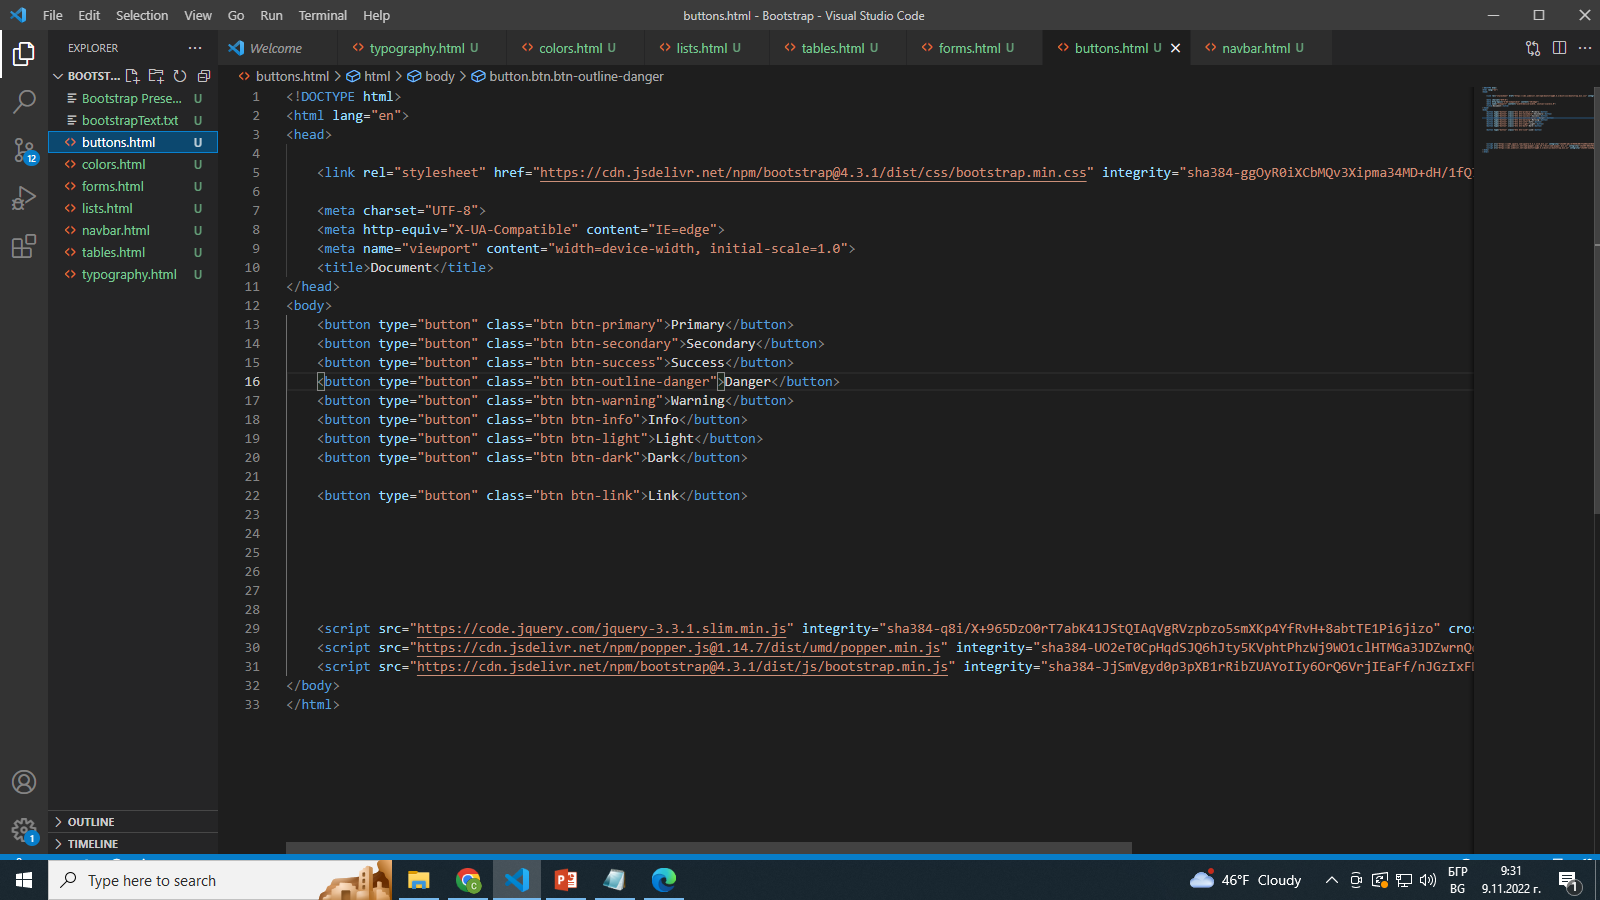 File Edit Selection View Go Run Terminal Help
buttons.html - Bootstrap - Visual Studio Code
EXPLORER
Welcome
typography.html U
colors.html U
lists.html U
tables.html U
forms.html U
buttons.html U
navbar.html U
BOOTST...
Bootstrap Prese... U
bootstrapText.txt U
buttons.html U
colors.html U
forms.html U
lists.html U
navbar.html U
tables.html U
typography.html U
12
1
OUTLINE
TIMELINE
buttons.html > html > body > button.btn.btn-outline-danger
1 <!DOCTYPE html>
2 <html lang="en">
3 <head>
4
5 <link rel="stylesheet" href="https://cdn.jsdelivr.net/npm/bootstrap@4.3.1/dist/css/bootstrap.min.css" integrity="sha384-ggOyR0iXCbMQv3Xipma34MD+dH/1fQ
6
7 <meta charset="UTF-8">
8 <meta http-equiv="X-UA-Compatible" content="IE=edge">
9 <meta name="viewport" content="width=device-width, initial-scale=1.0">
10 <title>Document</title>
11 </head>
12 <body>
13 <button type="button" class="btn btn-primary">Primary</button>
14 <button type="button" class="btn btn-secondary">Secondary</button>
15 <button type="button" class="btn btn-success">Success</button>
16 <button type="button" class="btn btn-outline-danger">Danger</button>
17 <button type="button" class="btn btn-warning">Warning</button>
18 <button type="button" class="btn btn-info">Info</button>
19 <button type="button" class="btn btn-light">Light</button>
20 <button type="button" class="btn btn-dark">Dark</button>
21
22 <button type="button" class="btn btn-link">Link</button>
23
24
25
26
27
28
29 <script src="https://code.jquery.com/jquery-3.3.1.slim.min.js" integrity="sha384-q8i/X+965DzO0rT7abK41JStQIAqVgRVzpbzo5smXKp4YfRvH+8abtTE1Pi6jizo" cros
30 <script src="https://cdn.jsdelivr.net/npm/popper.js@1.14.7/dist/umd/popper.min.js" integrity="sha384-UO2eT0CpHqdSJQ6hJty5KVphtPhzWj9WO1clHTMGa3JDZwrnQ
31 <script src="https://cdn.jsdelivr.net/npm/bootstrap@4.3.1/dist/js/bootstrap.min.js" integrity="sha384-JjSmVgyd0p3pXB1rRibZUAYoIIy6OrQ6VrjIEaFf/nJGzIxF
32 </body>
33 </html>
Type here to search
46°F Cloudy
БГР
BG
9:31
9.11.2022 г.
1